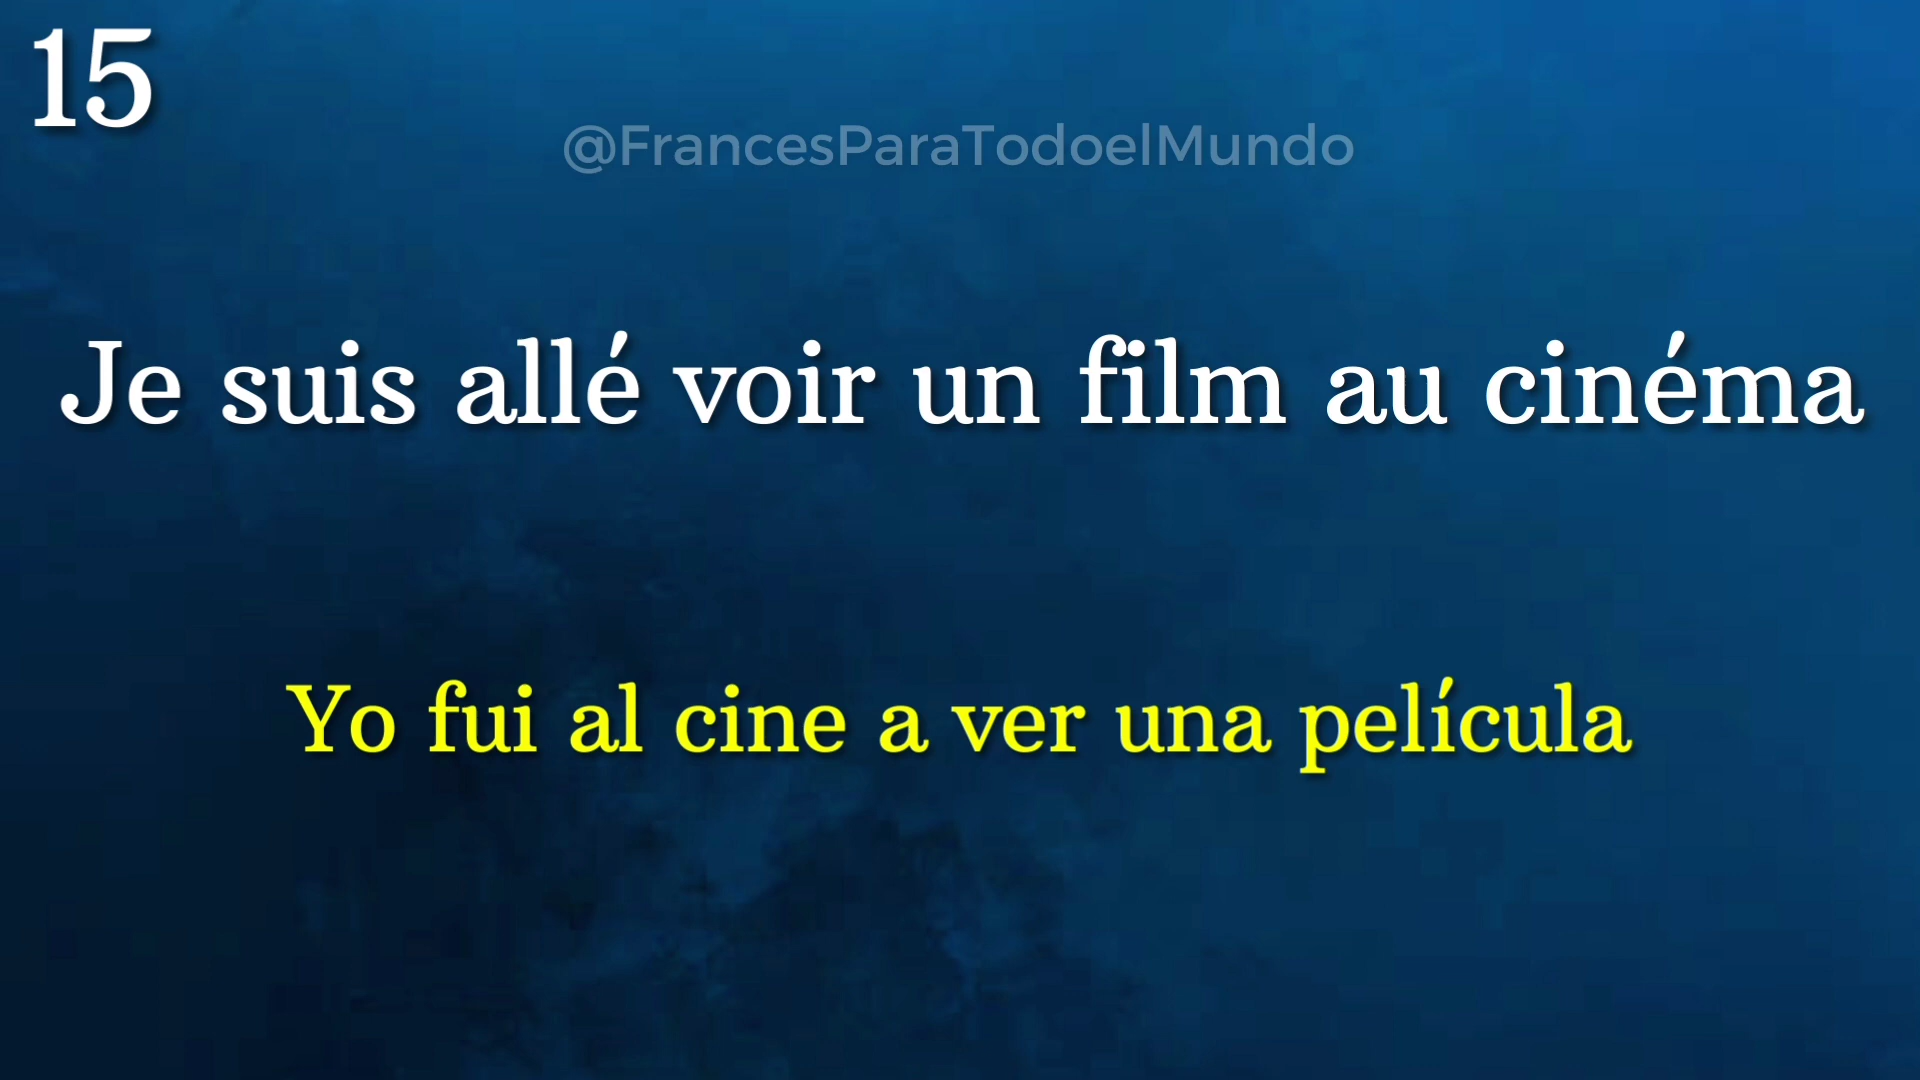 15
@FrancesParaTodoelMundo
Je suis allé voir un film au cinéma
Yo fui al cine a ver una película